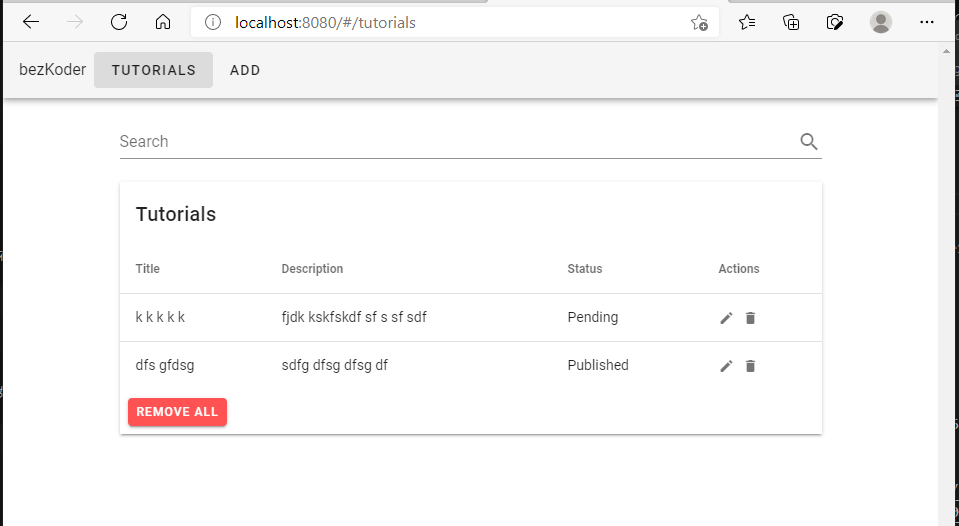 localhost:8080/#/tutorials
bezKoder TUTORIALS ADD
Search
Tutorials
Title Description Status Actions
k k k k k fjdk kskfskdf sf s sf sdf Pending
dfs gfdsg sdfg dfsg dfsg df Published
REMOVE ALL